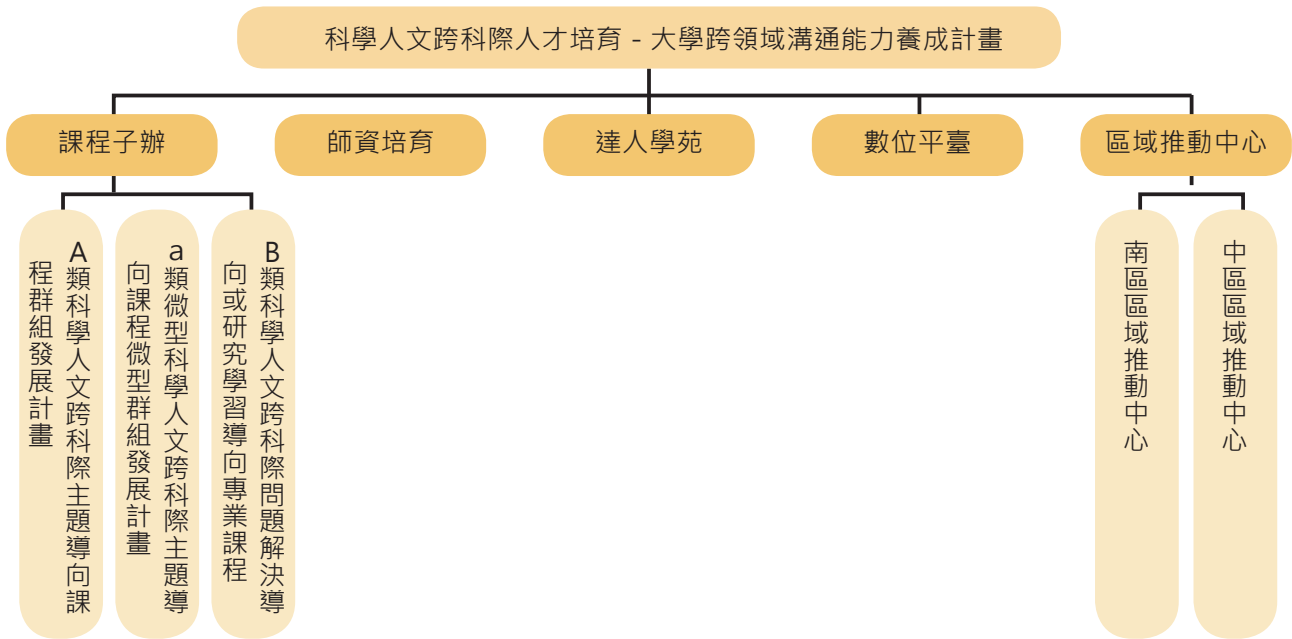 科學人文跨科際人才培育 - 大學跨領域溝通能力養成計畫
課程子辦
師資培育
達人學苑
數位平臺
區域推動中心
A類科學人文跨科際主題導向課
程群組發展計畫
a類微型科學人文跨科際主題導
向課程微型群組發展計畫
B類科學人文跨科際問題解決導
向或研究學習導向專業課程
南區區域推動中心
中區區域推動中心